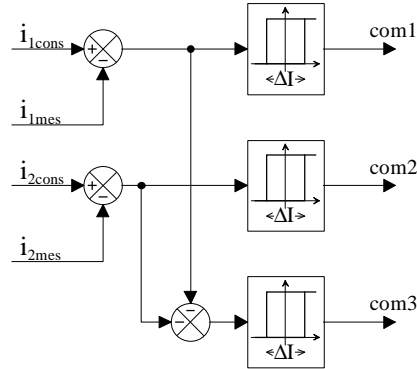 i1cons
com1
ΔI
i1mes
i2cons
com2
ΔI
i2mes
com3
ΔI